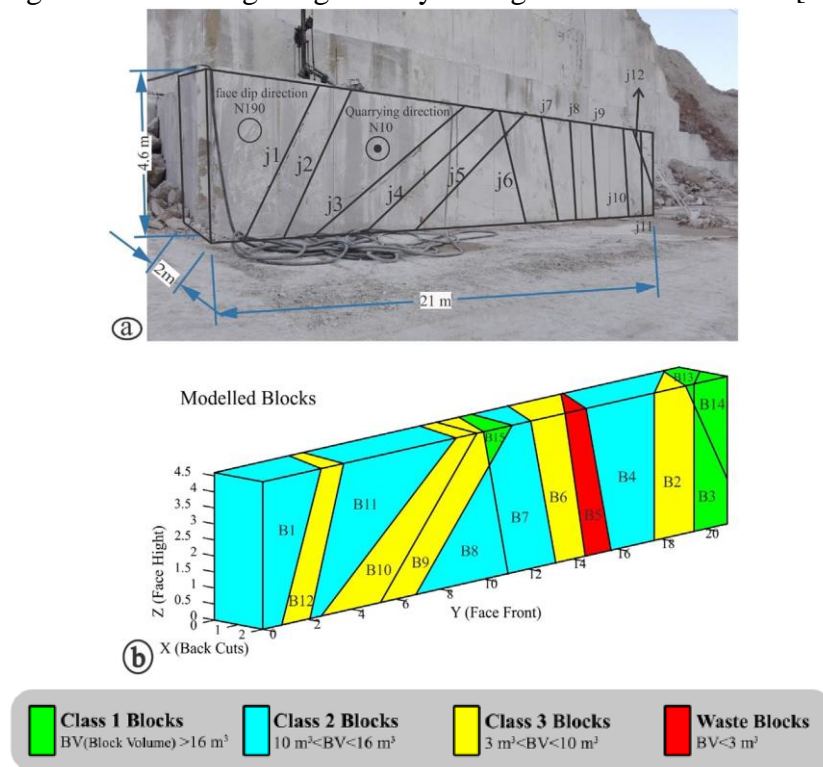 j12
face dip direction
N190
Quarrying direction
N10
j7
j8
j9
j1
j2
j3
j4
j5
j6
j10
j11
4.6 m
2m
21 m
a
Modelled Blocks
B13
B14
B15
B11
B1
B4
B6
B2
B7
B5
B3
B9
B8
B10
B12
4.5
4
3.5
3
2.5
2
1.5
1
0.5
0
Z (Face Hight)
0
1
2
X (Back Cuts)
0
2
4
6
8
10
12
14
16
18
20
Y (Face Front)
b
Class 1 Blocks
BV(Block Volume) >16 m³
Class 2 Blocks
10 m³<BV<16 m³
Class 3 Blocks
3 m³<BV<10 m³
Waste Blocks
BV<3 m³